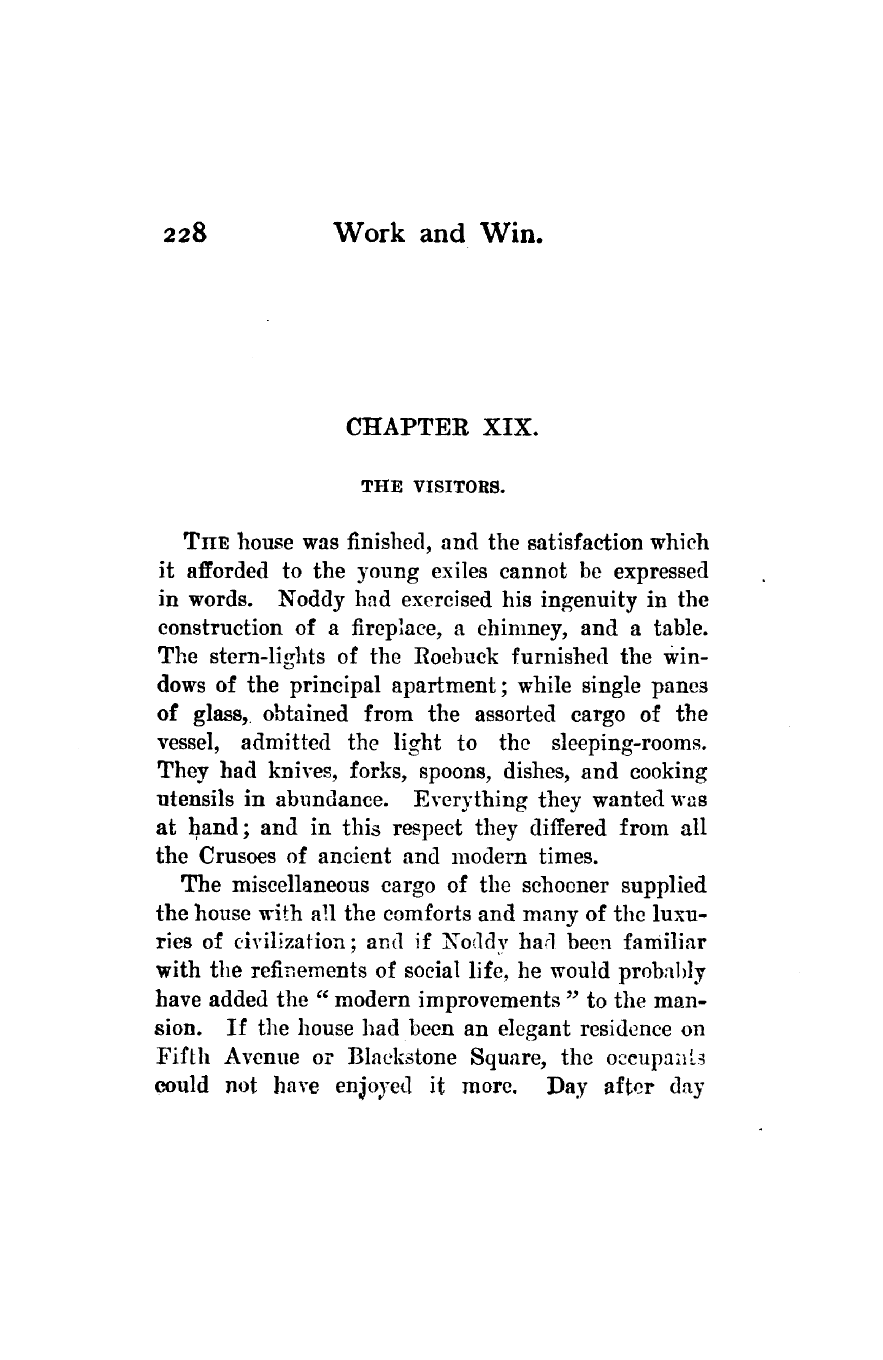 228 Work and Win.
CHAPTER XIX.
THE VISITORS.
THE house was finished, and the satisfaction which
it afforded to the young exiles cannot be expressed
in words. Noddy had exercised his ingenuity in the
construction of a fireplace, a chimney, and a table.
The stern-lights of the Roebuck furnished the win-
dows of the principal apartment; while single panes
of glass, obtained from the assorted cargo of the
vessel, admitted the light to the sleeping-rooms.
They had knives, forks, spoons, dishes, and cooking
utensils in abundance. Everything they wanted was
at hand; and in this respect they differed from all
the Crusoes of ancient and modern times.
The miscellaneous cargo of the schooner supplied
the house with all the comforts and many of the luxu-
ries of civilization; and if Noddy had been familiar
with the refinements of social life, he would probably
have added the “ modern improvements ” to the man-
sion. If the house had been an elegant residence on
Fifth Avenue or Blackstone Square, the occupants
could not have enjoyed it more. Day after day